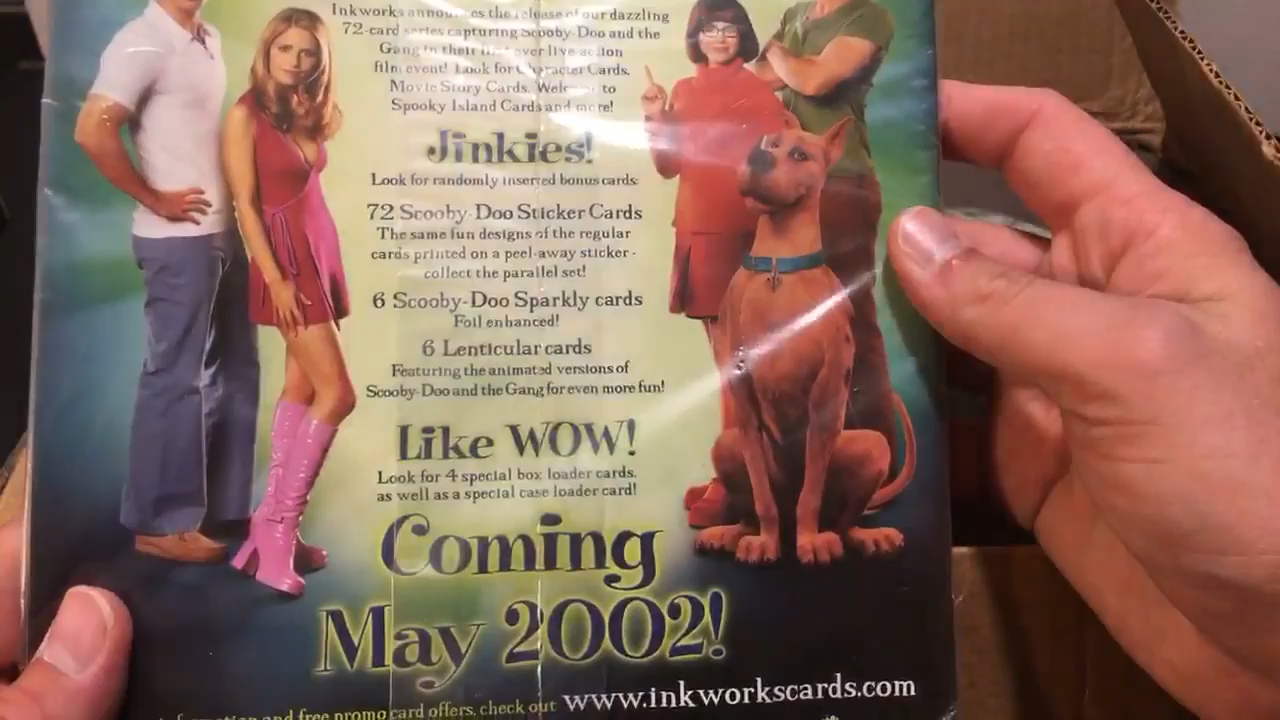 Inkworks announces the release of our dazzling
72-card series capturing Scooby-Doo and the
Gang in their first ever live action
film event! Look for Character Cards,
Movie Story Cards, Welcome to
Spooky Island Cards and more!
Jinkies!
Look for randomly inserted bonus cards:
72 Scooby-Doo Sticker Cards
The same fun designs of the regular
cards printed on a peel-away sticker -
collect the parallel set!
6 Scooby-Doo Sparkly cards
Foil enhanced!
6 Lenticular cards
Featuring the animated versions of
Scooby-Doo and the Gang for even more fun!
Like WOW!
Look for 4 special box loader cards,
as well as a special case loader card!
Coming
May 2002!
information and free promo card offers, check out www.inkworkscards.com